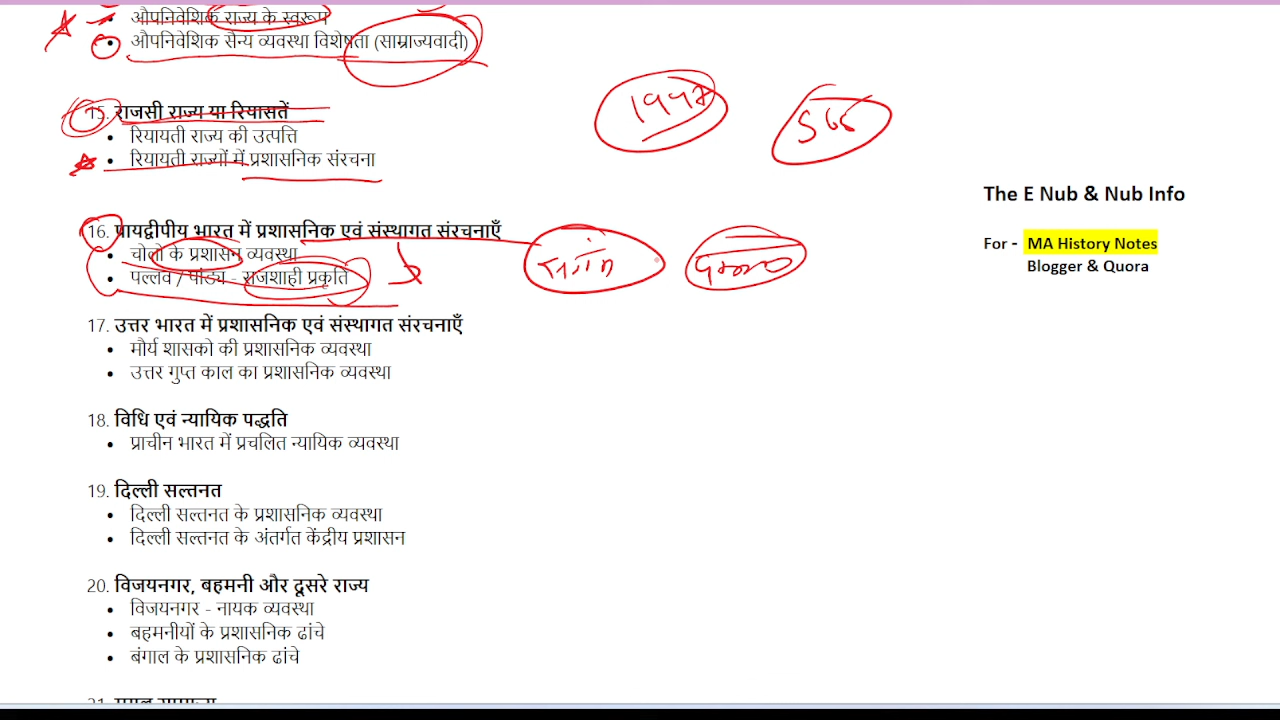 औपनिवेशिक राज्य के स्वरूप
औपनिवेशिक सैन्य व्यवस्था विशेषता (साम्राज्यवादी)
15. राजसी राज्य या रियासतें
रियायती राज्य की उत्पत्ति
रियायती राज्यों में प्रशासनिक संरचना
16. प्रायद्वीपीय भारत में प्रशासनिक एवं संस्थागत संरचनाएँ
चोलो के प्रशासन व्यवस्था
पल्लव / पांड्य - राजशाही प्रकृति
The E Nub & Nub Info
For - MA History Notes
Blogger & Quora
17. उत्तर भारत में प्रशासनिक एवं संस्थागत संरचनाएँ
मौर्य शासको की प्रशासनिक व्यवस्था
उत्तर गुप्त काल का प्रशासनिक व्यवस्था
18. विधि एवं न्यायिक पद्धति
प्राचीन भारत में प्रचलित न्यायिक व्यवस्था
19. दिल्ली सल्तनत
दिल्ली सल्तनत के प्रशासनिक व्यवस्था
दिल्ली सल्तनत के अंतर्गत केंद्रीय प्रशासन
20. विजयनगर, बहमनी और दूसरे राज्य
विजयनगर - नायक व्यवस्था
बहमनीयों के प्रशासनिक ढांचे
बंगाल के प्रशासनिक ढांचे